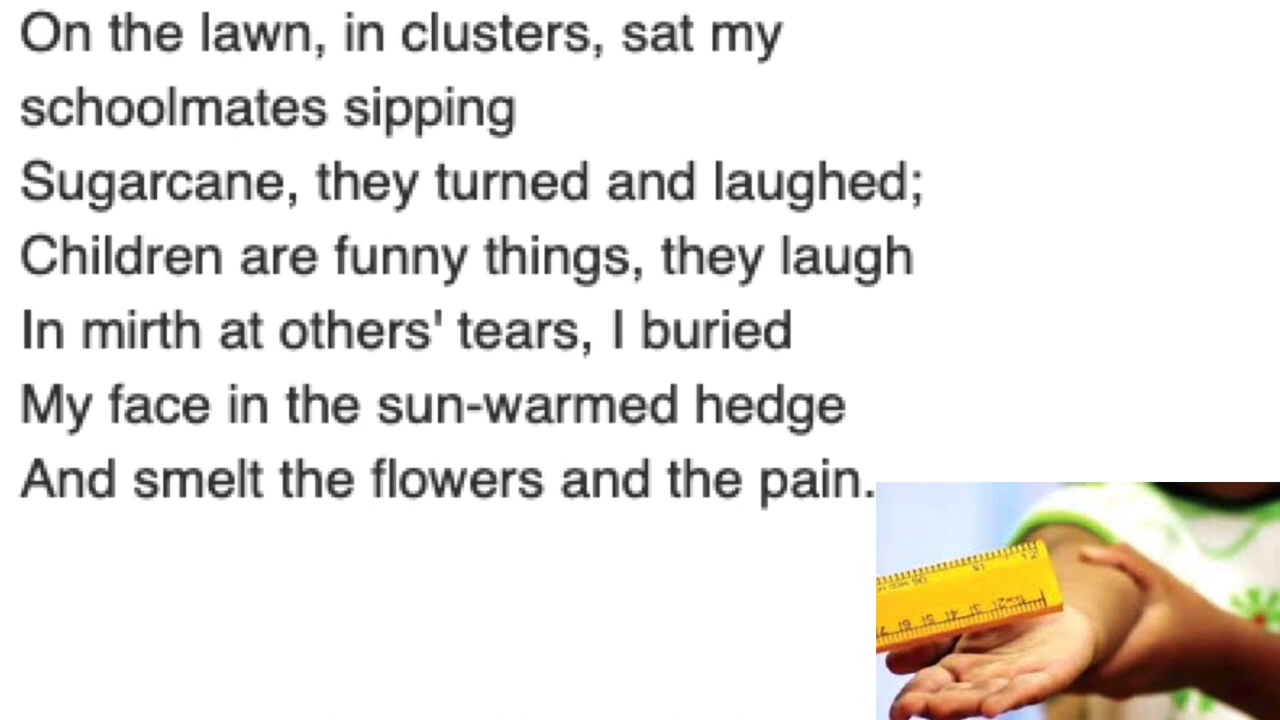 On the lawn, in clusters, sat my
schoolmates sipping
Sugarcane, they turned and laughed;
Children are funny things, they laugh
In mirth at others' tears, I buried
My face in the sun-warmed hedge
And smelt the flowers and the pain.